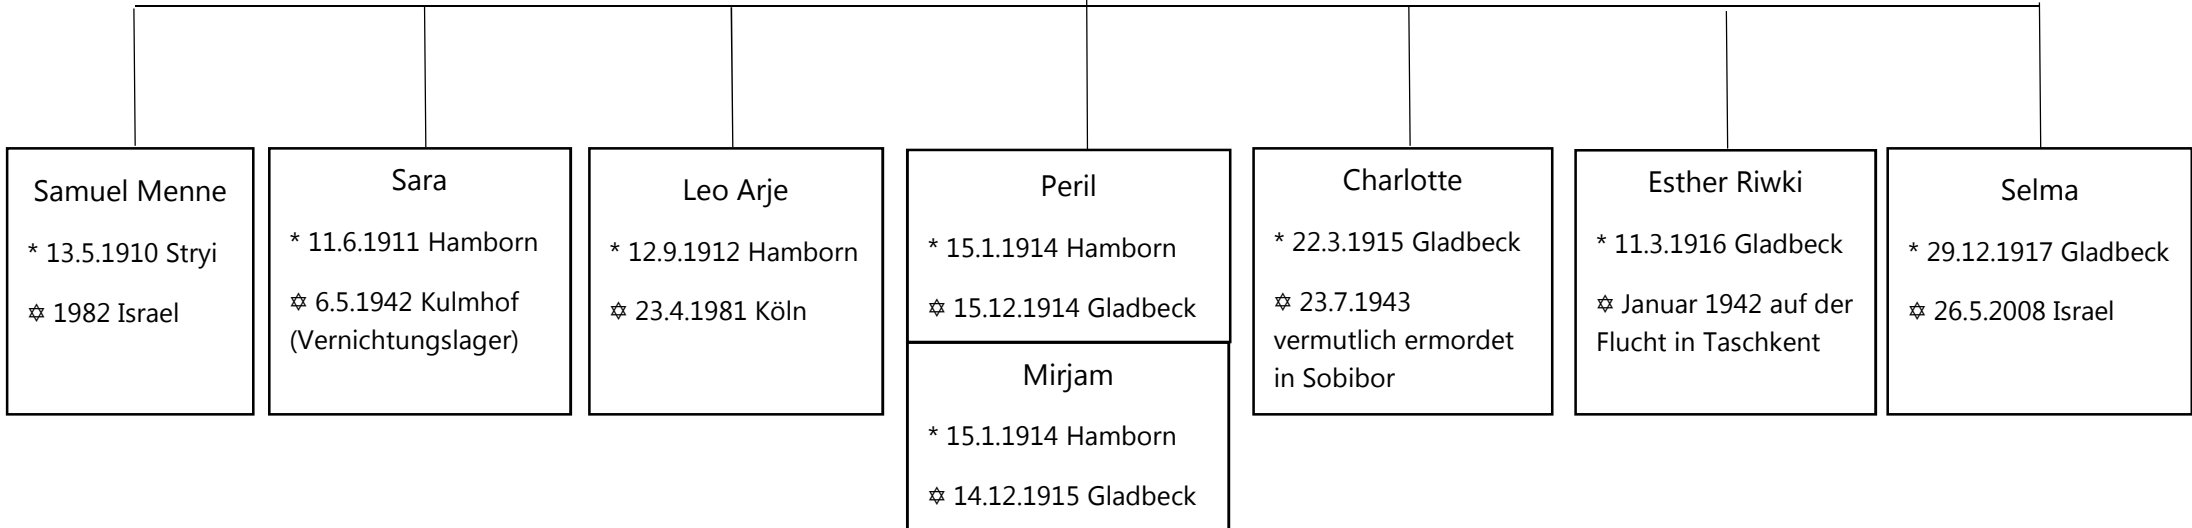 Samuel Menne
* 13.5.1910 Stryi
✡ 1982 Israel
Sara
* 11.6.1911 Hamborn
✡ 6.5.1942 Kulmhof
(Vernichtungslager)
Leo Arje
* 12.9.1912 Hamborn
✡ 23.4.1981 Köln
Peril
* 15.1.1914 Hamborn
✡ 15.12.1914 Gladbeck
Mirjam
* 15.1.1914 Hamborn
✡ 14.12.1915 Gladbeck
Charlotte
* 22.3.1915 Gladbeck
✡ 23.7.1943
vermutlich ermordet
in Sobibor
Esther Riwki
* 11.3.1916 Gladbeck
✡ Januar 1942 auf der
Flucht in Taschkent
Selma
* 29.12.1917 Gladbeck
✡ 26.5.2008 Israel